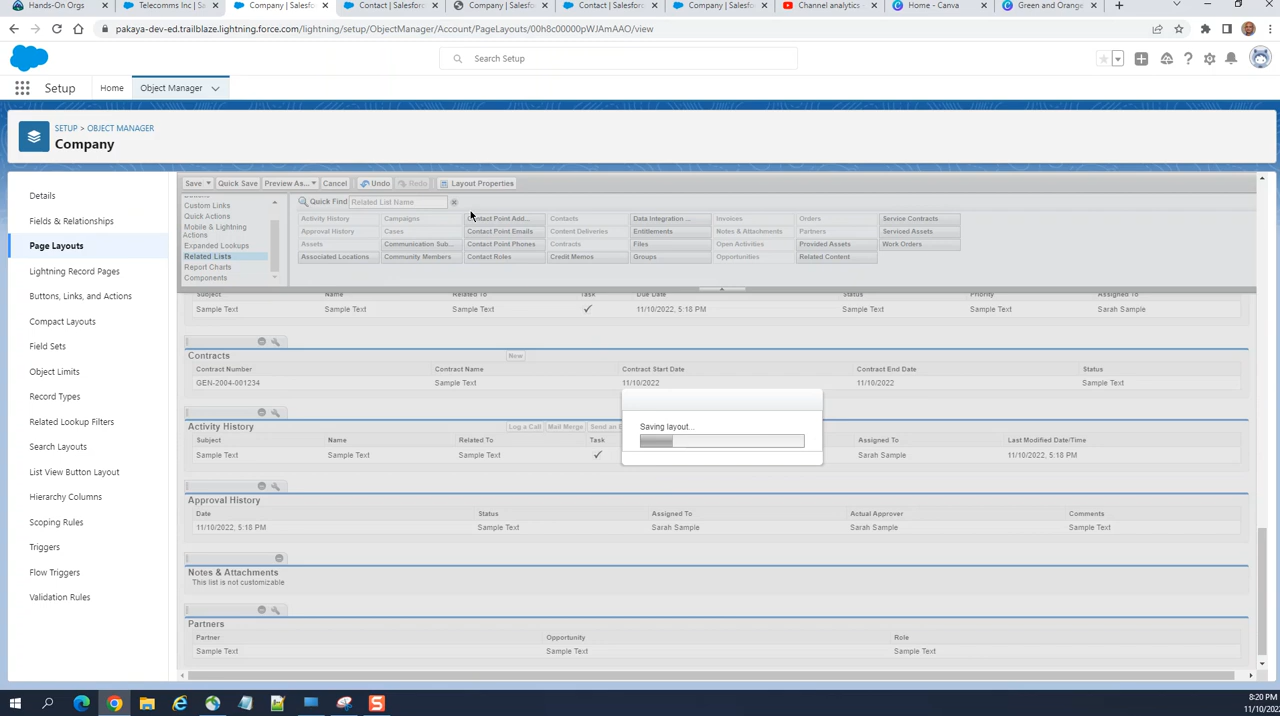 Hands-On Orgs
Telecomms Inc | Salesf
Company | Salesforc
Contact | Salesforc
Company | Salesfor
Contact | Salesfor
Company | Salesfor
Channel analytics
Home - Canva
Green and Orange
pakaya-dev-ed.trailblaze.lightning.force.com/lightning/setup/ObjectManager/Account/PageLayouts/00h8c00000pWJAmAAO/view
Search Setup
Setup Home Object Manager
SETUP > OBJECT MANAGER
Company
Details
Fields & Relationships
Page Layouts
Lightning Record Pages
Buttons, Links, and Actions
Compact Layouts
Field Sets
Object Limits
Record Types
Related Lookup Filters
Search Layouts
List View Button Layout
Hierarchy Columns
Scoping Rules
Triggers
Flow Triggers
Validation Rules
Save Quick Save Preview As... Cancel Undo Redo Layout Properties
Custom Links
Quick Actions
Mobile & Lightning
Actions
Expanded Lookups
Related Lists
Report Charts
Components
Quick Find Related List Name
Activity History Campaigns Contact Point Add... Contacts Data Integration ... Invoices Orders Service Contracts
Approval History Cases Contact Point Emails Content Deliveries Entitlements Notes & Attachments Partners Serviced Assets
Assets Communication Sub... Contact Point Phones Contracts Files Open Activities Provided Assets Work Orders
Associated Locations Community Members Contact Roles Credit Memos Groups Opportunities Related Content
Subject Name Related To Task Due Date Status Priority Assigned To
Sample Text Sample Text Sample Text ✓ 11/10/2022, 5:18 PM Sample Text Sample Text Sarah Sample
Contracts New
Contract Number Contract Name Contract Start Date Contract End Date Status
GEN-2004-001234 Sample Text 11/10/2022 11/10/2022 Sample Text
Saving layout...
Activity History Log a Call Mail Merge Send an E
Subject Name Related To Task Assigned To Last Modified Date/Time
Sample Text Sample Text Sample Text ✓ Sarah Sample 11/10/2022, 5:18 PM
Approval History
Date Status Assigned To Actual Approver Comments
11/10/2022, 5:18 PM Sample Text Sarah Sample Sarah Sample Sample Text
Notes & Attachments
This list is not customizable
Partners
Partner Opportunity Role
Sample Text Sample Text Sample Text
8:20 PM
11/10/202